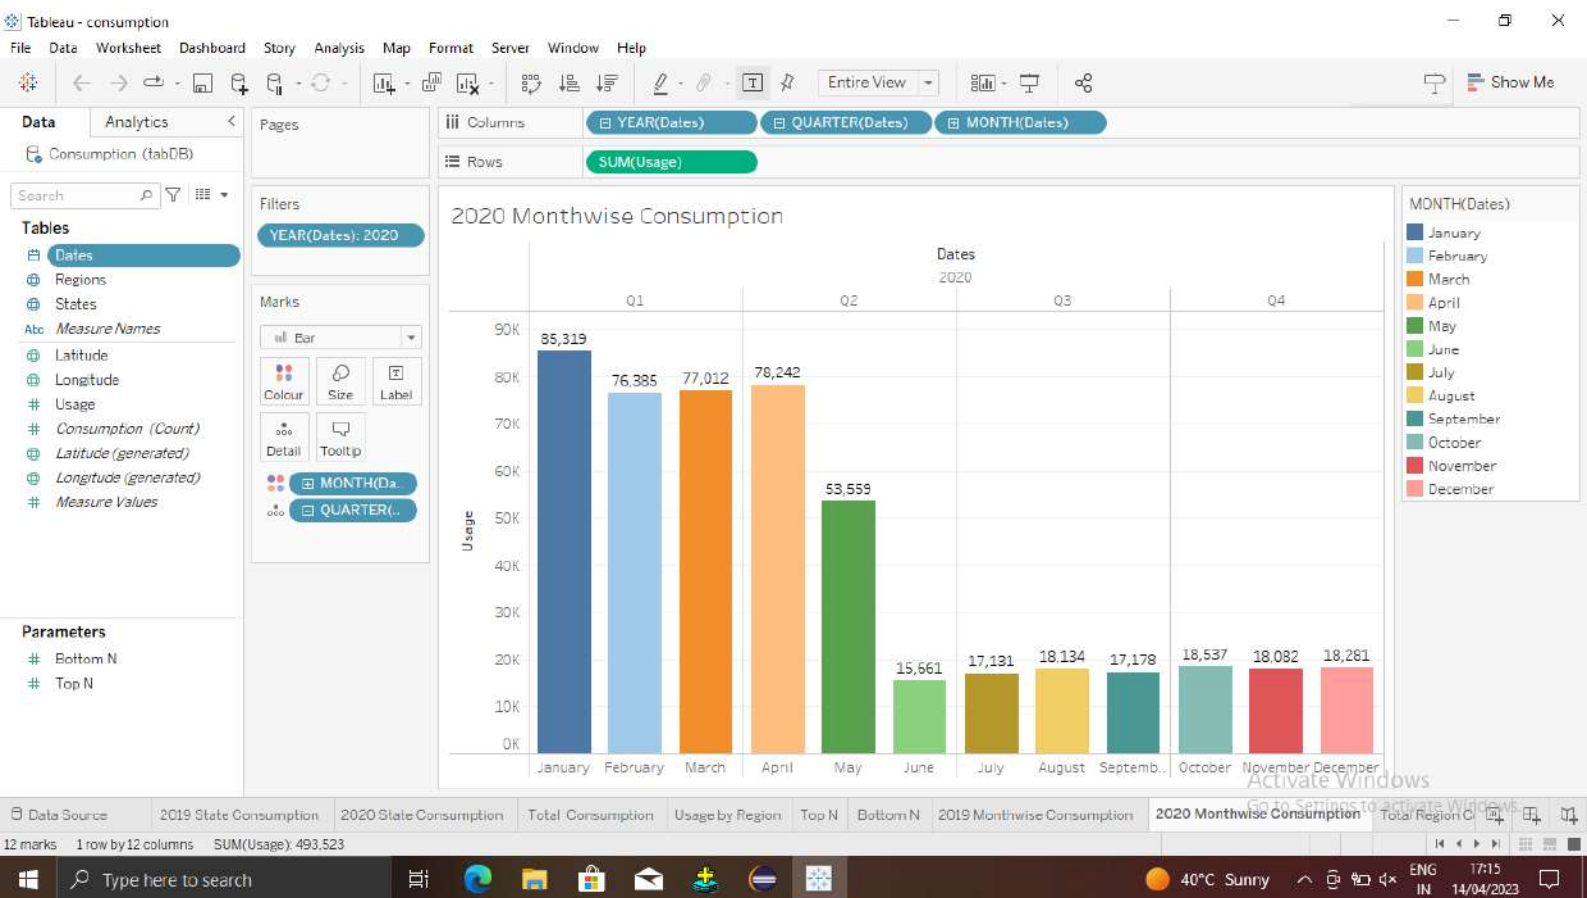 Tableau - consumption
File Data Worksheet Dashboard Story Analysis Map Format Server Window Help
Entire View
Show Me
Data Analytics
Consumption (tabDB)
Search
Tables
Dates
Regions
States
Abc Measure Names
Latitude
Longitude
# Usage
# Consumption (Count)
Latitude (generated)
Longitude (generated)
# Measure Values
Parameters
# Bottom N
# Top N
Pages
Filters
YEAR(Dates): 2020
Marks
Bar
Colour Size Label
Detail Tooltip
MONTH(Da..
QUARTER(..
Columns YEAR(Dates) QUARTER(Dates) MONTH(Dates)
Rows SUM(Usage)
2020 Monthwise Consumption
Dates
2020
Q1 Q2 Q3 Q4
Usage
90K
80K
70K
60K
50K
40K
30K
20K
10K
0K
85,319 76,385 77,012 78,242 53,559 15,661 17,131 18,134 17,178 18,537 18,082 18,281
January February March April May June July August Septemb.. October November December
MONTH(Dates)
January
February
March
April
May
June
July
August
September
October
November
December
Activate Windows
Go to Settings to activate Windows.
Data Source 2019 State Consumption 2020 State Consumption Total Consumption Usage by Region Top N Bottom N 2019 Monthwise Consumption 2020 Monthwise Consumption Total Region C
12 marks 1 row by 12 columns SUM(Usage): 493,523
Type here to search
40°C Sunny
ENG
IN
17:15
14/04/2023